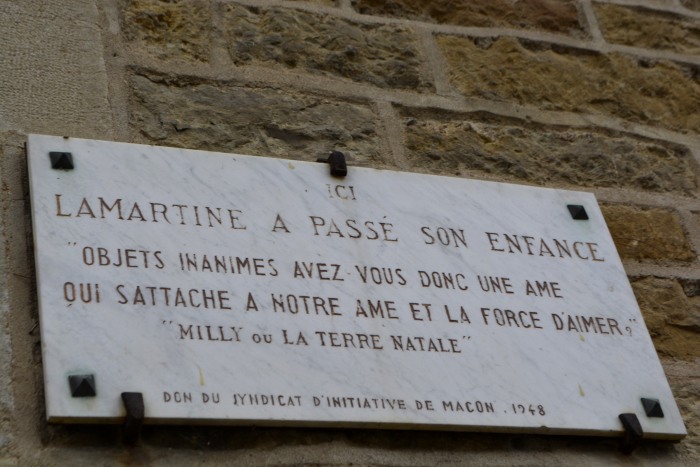 ICI
LAMARTINE A PASSÉ SON ENFANCE
"OBJETS INANIMES AVEZ-VOUS DONC UNE AME
QUI SATTACHE A NOTRE AME ET LA FORCE D'AIMER?"
"MILLY OU LA TERRE NATALE"
DON DU SYNDICAT D'INITIATIVE DE MACON. 1948